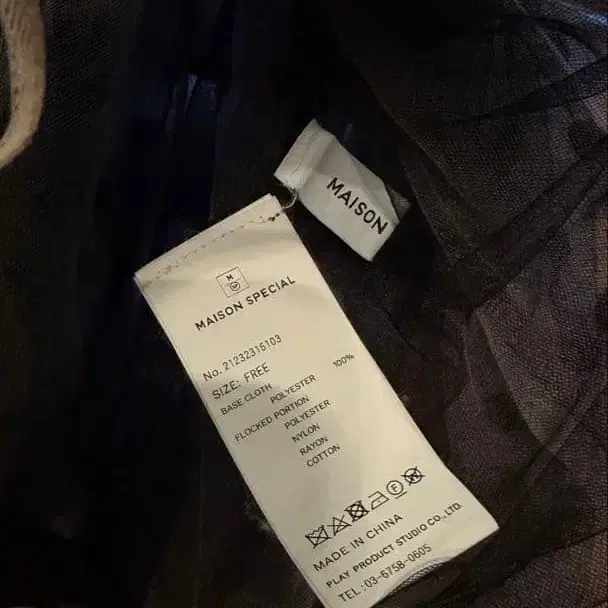 MAISON
M
MAISON SPECIAL
No. 21232315103
SIZE: FREE
BASE CLOTH
POLYESTER 100%
FLOCKED PORTION
POLYESTER
NYLON
RAYON
COTTON
F
MADE IN CHINA
PLAY PRODUCT STUDIO CO.,LTD.
TEL :03-6758-0605